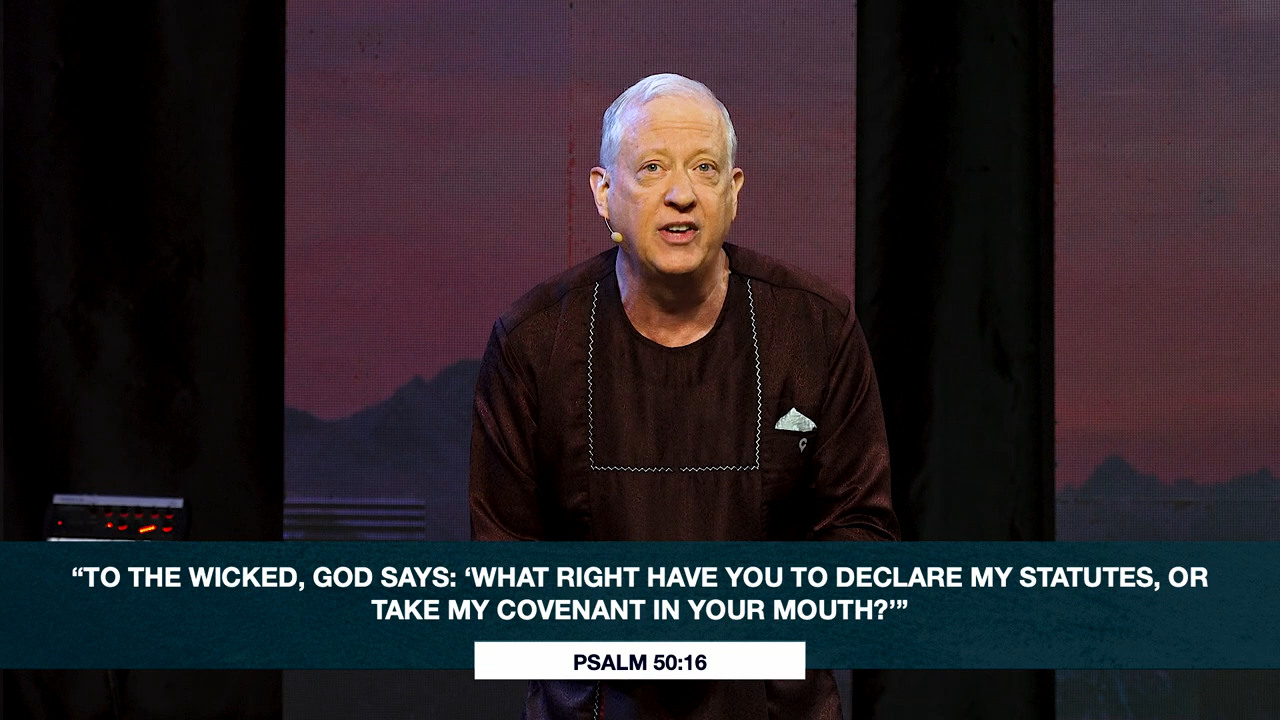 “TO THE WICKED, GOD SAYS: ‘WHAT RIGHT HAVE YOU TO DECLARE MY STATUTES, OR
TAKE MY COVENANT IN YOUR MOUTH?’”
PSALM 50:16